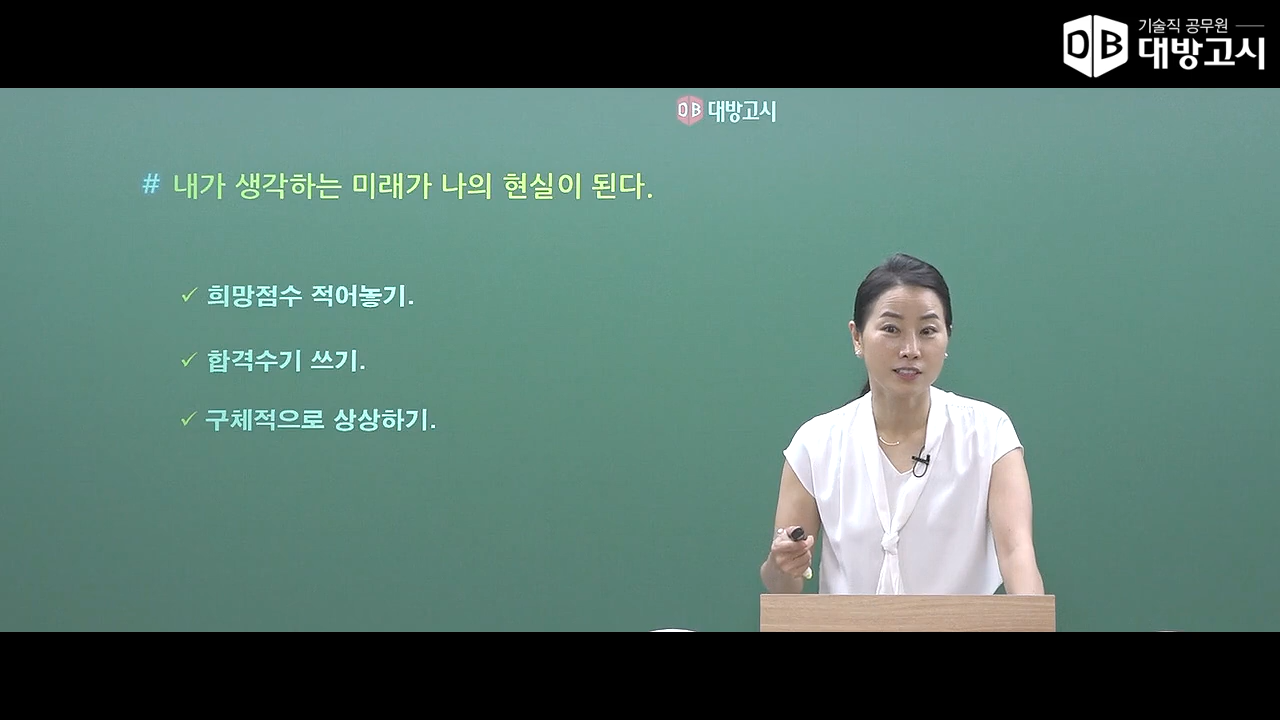 기술직 공무원
DB 대방고시
DB 대방고시
# 내가 생각하는 미래가 나의 현실이 된다.
✓ 희망점수 적어놓기.
✓ 합격수기 쓰기.
✓ 구체적으로 상상하기.